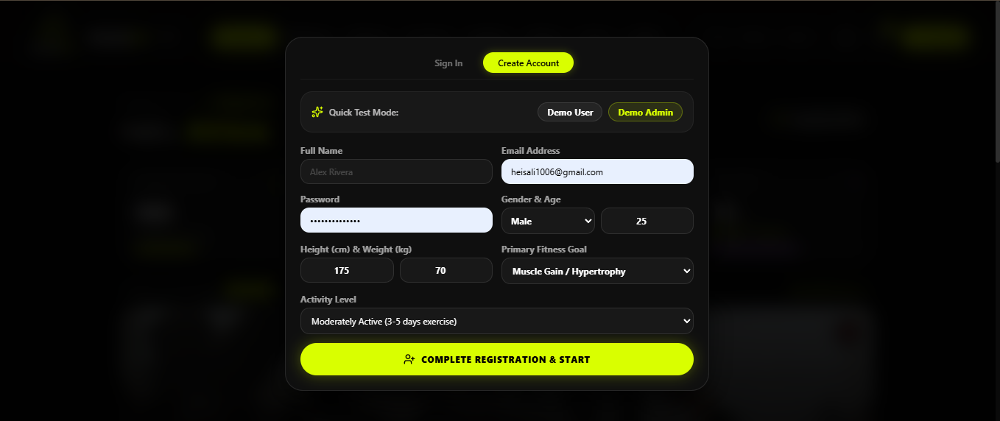 Sign In Create Account
Quick Test Mode: Demo User Demo Admin
Full Name Email Address
Alex Rivera heisali1006@gmail.com
Password Gender & Age
•••••••••••••• Male 25
Height (cm) & Weight (kg) Primary Fitness Goal
175 70 Muscle Gain / Hypertrophy
Activity Level
Moderately Active (3-5 days exercise)
COMPLETE REGISTRATION & START